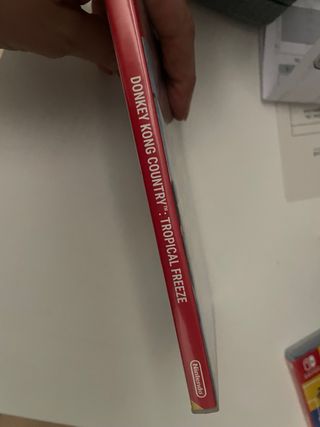 DONKEY KONG COUNTRY™: TROPICAL FREEZE
Nintendo